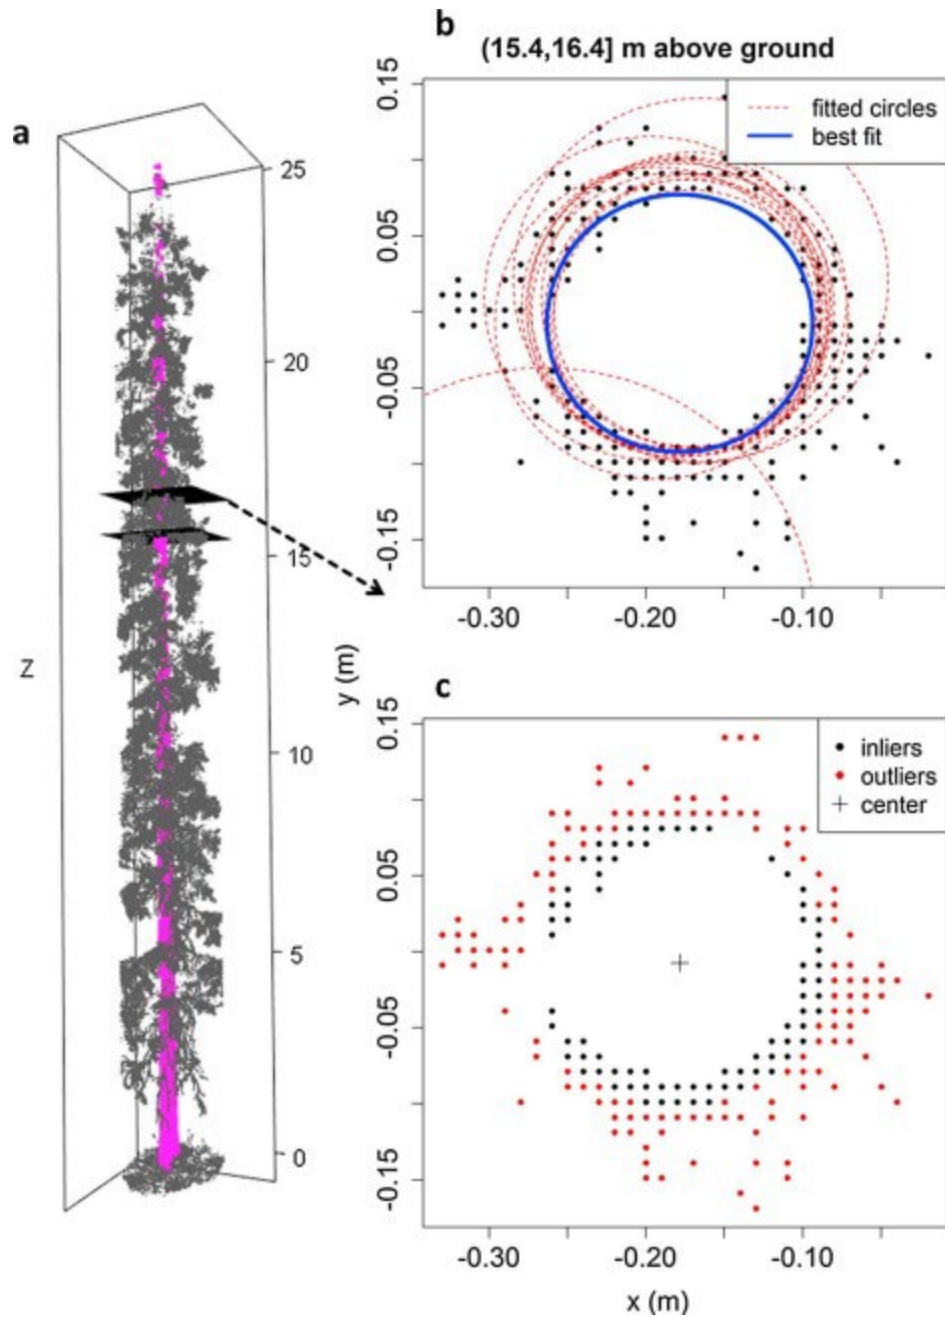 a
25
20
15
10
5
0
Z
b
(15.4,16.4] m above ground
fitted circles
best fit
0.15
0.05
-0.05
-0.15
-0.30
-0.20
-0.10
y (m)
c
inliers
outliers
center
0.15
0.05
-0.05
-0.15
-0.30
-0.20
-0.10
x (m)